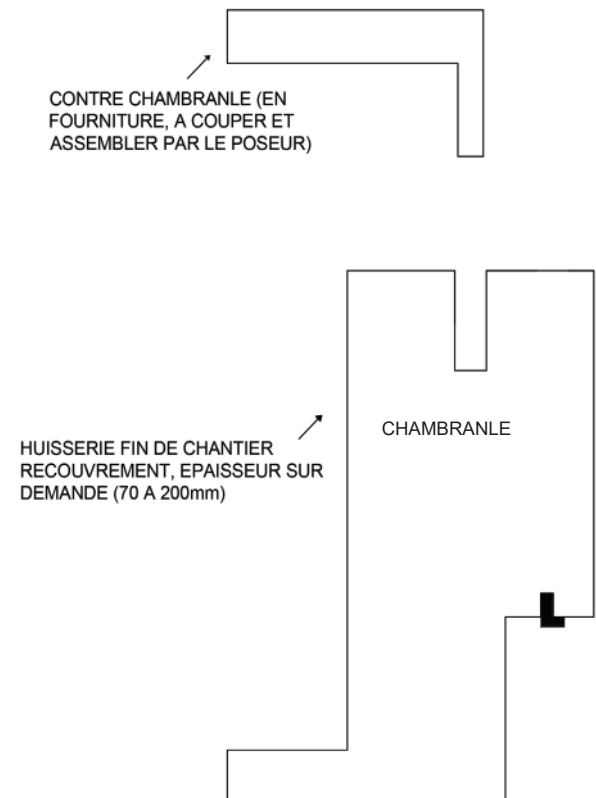 CONTRE CHAMBRANLE (EN
FOURNITURE, A COUPER ET
ASSEMBLER PAR LE POSEUR)
CHAMBRANLE
HUISSERIE FIN DE CHANTIER
RECOUVREMENT, EPAISSEUR SUR
DEMANDE (70 A 200mm)